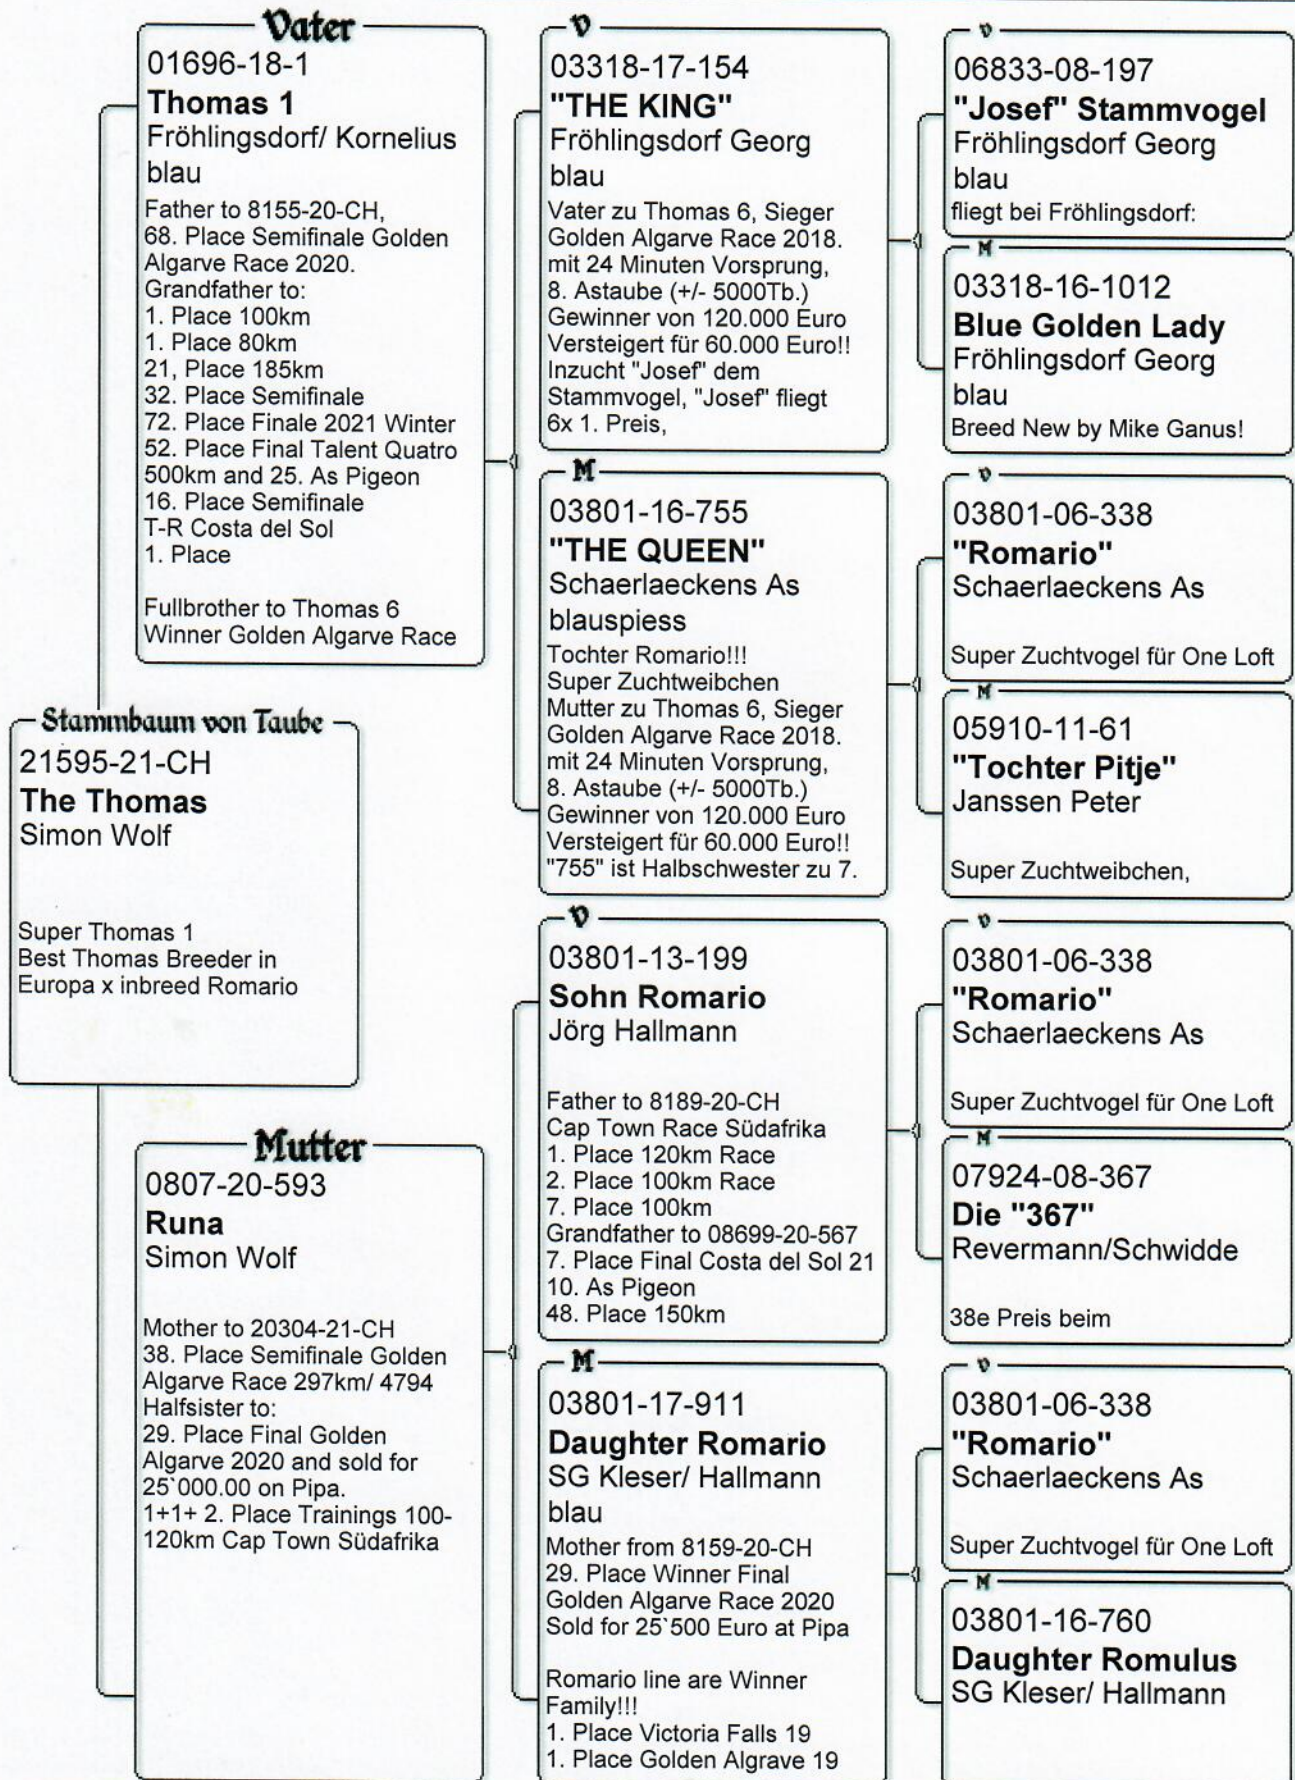 Vater
01696-18-1
Thomas 1
Fröhlingsdorf/ Kornelius
blau
Father to 8155-20-CH,
68. Place Semifinale Golden
Algarve Race 2020.
Grandfather to:
1. Place 100km
1. Place 80km
21, Place 185km
32. Place Semifinale
72. Place Finale 2021 Winter
52. Place Final Talent Quatro
500km and 25. As Pigeon
16. Place Semifinale
T-R Costa del Sol
1. Place
Fullbrother to Thomas 6
Winner Golden Algarve Race
Stammbaum von Taube
21595-21-CH
The Thomas
Simon Wolf
Super Thomas 1
Best Thomas Breeder in
Europa x inbreed Romario
Mutter
0807-20-593
Runa
Simon Wolf
Mother to 20304-21-CH
38. Place Semifinale Golden
Algarve Race 297km/ 4794
Halfsister to:
29. Place Final Golden
Algarve 2020 and sold for
25`000.00 on Pipa.
1+1+ 2. Place Trainings 100-
120km Cap Town Südafrika
V
03318-17-154
"THE KING"
Fröhlingsdorf Georg
blau
Vater zu Thomas 6, Sieger
Golden Algarve Race 2018.
mit 24 Minuten Vorsprung,
8. Astaube (+/- 5000Tb.)
Gewinner von 120.000 Euro
Versteigert für 60.000 Euro!!
Inzucht "Josef" dem
Stammvogel, "Josef" fliegt
6x 1. Preis,
M
03801-16-755
"THE QUEEN"
Schaerlaeckens As
blauspiess
Tochter Romario!!!
Super Zuchtweibchen
Mutter zu Thomas 6, Sieger
Golden Algarve Race 2018.
mit 24 Minuten Vorsprung,
8. Astaube (+/- 5000Tb.)
Gewinner von 120.000 Euro
Versteigert für 60.000 Euro!!
"755" ist Halbschwester zu 7.
V
03801-13-199
Sohn Romario
Jörg Hallmann
Father to 8189-20-CH
Cap Town Race Südafrika
1. Place 120km Race
2. Place 100km Race
7. Place 100km
Grandfather to 08699-20-567
7. Place Final Costa del Sol 21
10. As Pigeon
48. Place 150km
M
03801-17-911
Daughter Romario
SG Kleser/ Hallmann
blau
Mother from 8159-20-CH
29. Place Winner Final
Golden Algarve Race 2020
Sold for 25`500 Euro at Pipa
Romario line are Winner
Family!!!
1. Place Victoria Falls 19
1. Place Golden Algrave 19
V
06833-08-197
"Josef" Stammvogel
Fröhlingsdorf Georg
blau
fliegt bei Fröhlingsdorf:
M
03318-16-1012
Blue Golden Lady
Fröhlingsdorf Georg
blau
Breed New by Mike Ganus!
V
03801-06-338
"Romario"
Schaerlaeckens As
Super Zuchtvogel für One Loft
M
05910-11-61
"Tochter Pitje"
Janssen Peter
Super Zuchtweibchen,
V
03801-06-338
"Romario"
Schaerlaeckens As
Super Zuchtvogel für One Loft
M
07924-08-367
Die "367"
Revermann/Schwidde
38e Preis beim
V
03801-06-338
"Romario"
Schaerlaeckens As
Super Zuchtvogel für One Loft
M
03801-16-760
Daughter Romulus
SG Kleser/ Hallmann